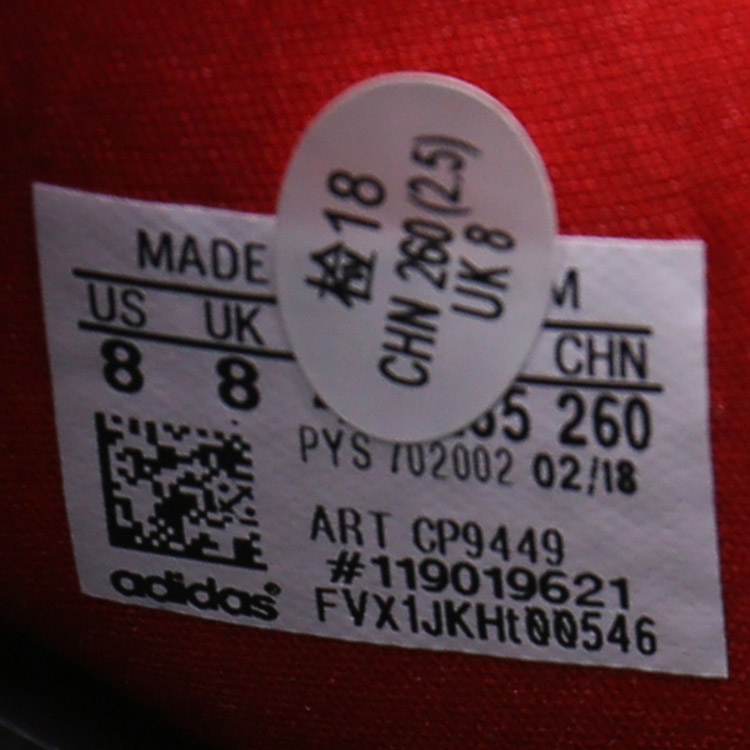 检18
CHN 260 (2.5)
UK 8
MADE
US UK CHN
8 8 260
PYS 702002 02/18
ART CP9449
#119019621
FVX1JKHt00546
adidas